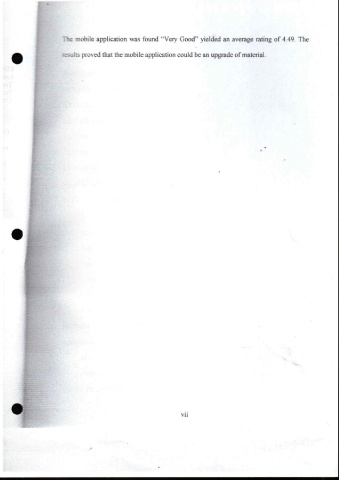 The mobile application was found "Very Good" yielded an average rating of 4.49. The
results proved that the mobile application could be an upgrade of material.
vii